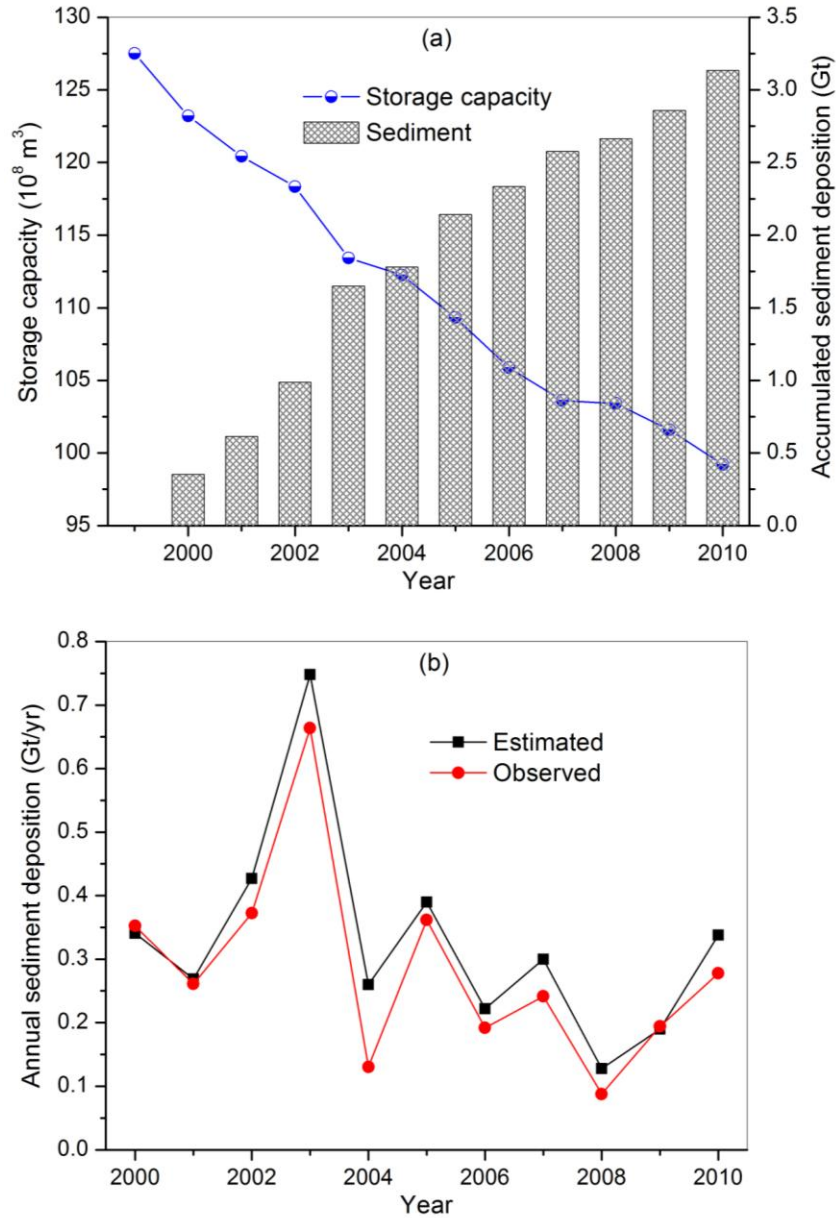 (a)
Storage capacity
Sediment
Storage capacity (10⁸ m³)
130
125
120
115
110
105
100
95
Accumulated sediment deposition (Gt)
3.5
3.0
2.5
2.0
1.5
1.0
0.5
0.0
2000 2002 2004 2006 2008 2010
Year
(b)
Estimated
Observed
Annual sediment deposition (Gt/yr)
0.8
0.7
0.6
0.5
0.4
0.3
0.2
0.1
0.0
2000 2002 2004 2006 2008 2010
Year